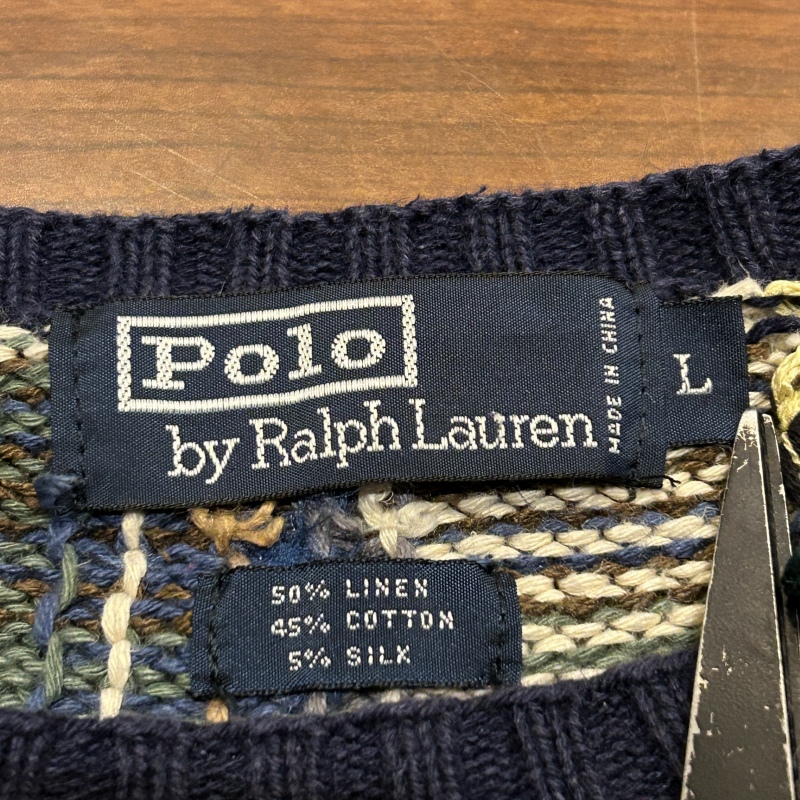 Polo
by Ralph Lauren
MADE IN CHINA
L
50% LINEN
45% COTTON
5% SILK